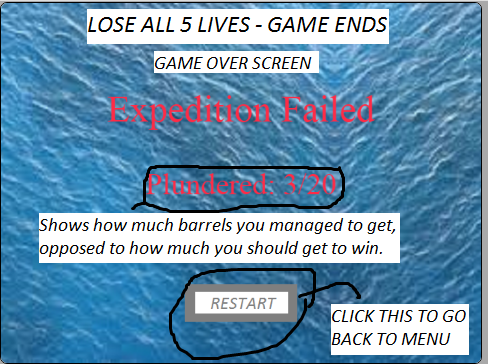 LOSE ALL 5 LIVES - GAME ENDS
GAME OVER SCREEN
Expedition Failed
Plundered: 3/20
Shows how much barrels you managed to get,
opposed to how much you should get to win.
RESTART
CLICK THIS TO GO
BACK TO MENU